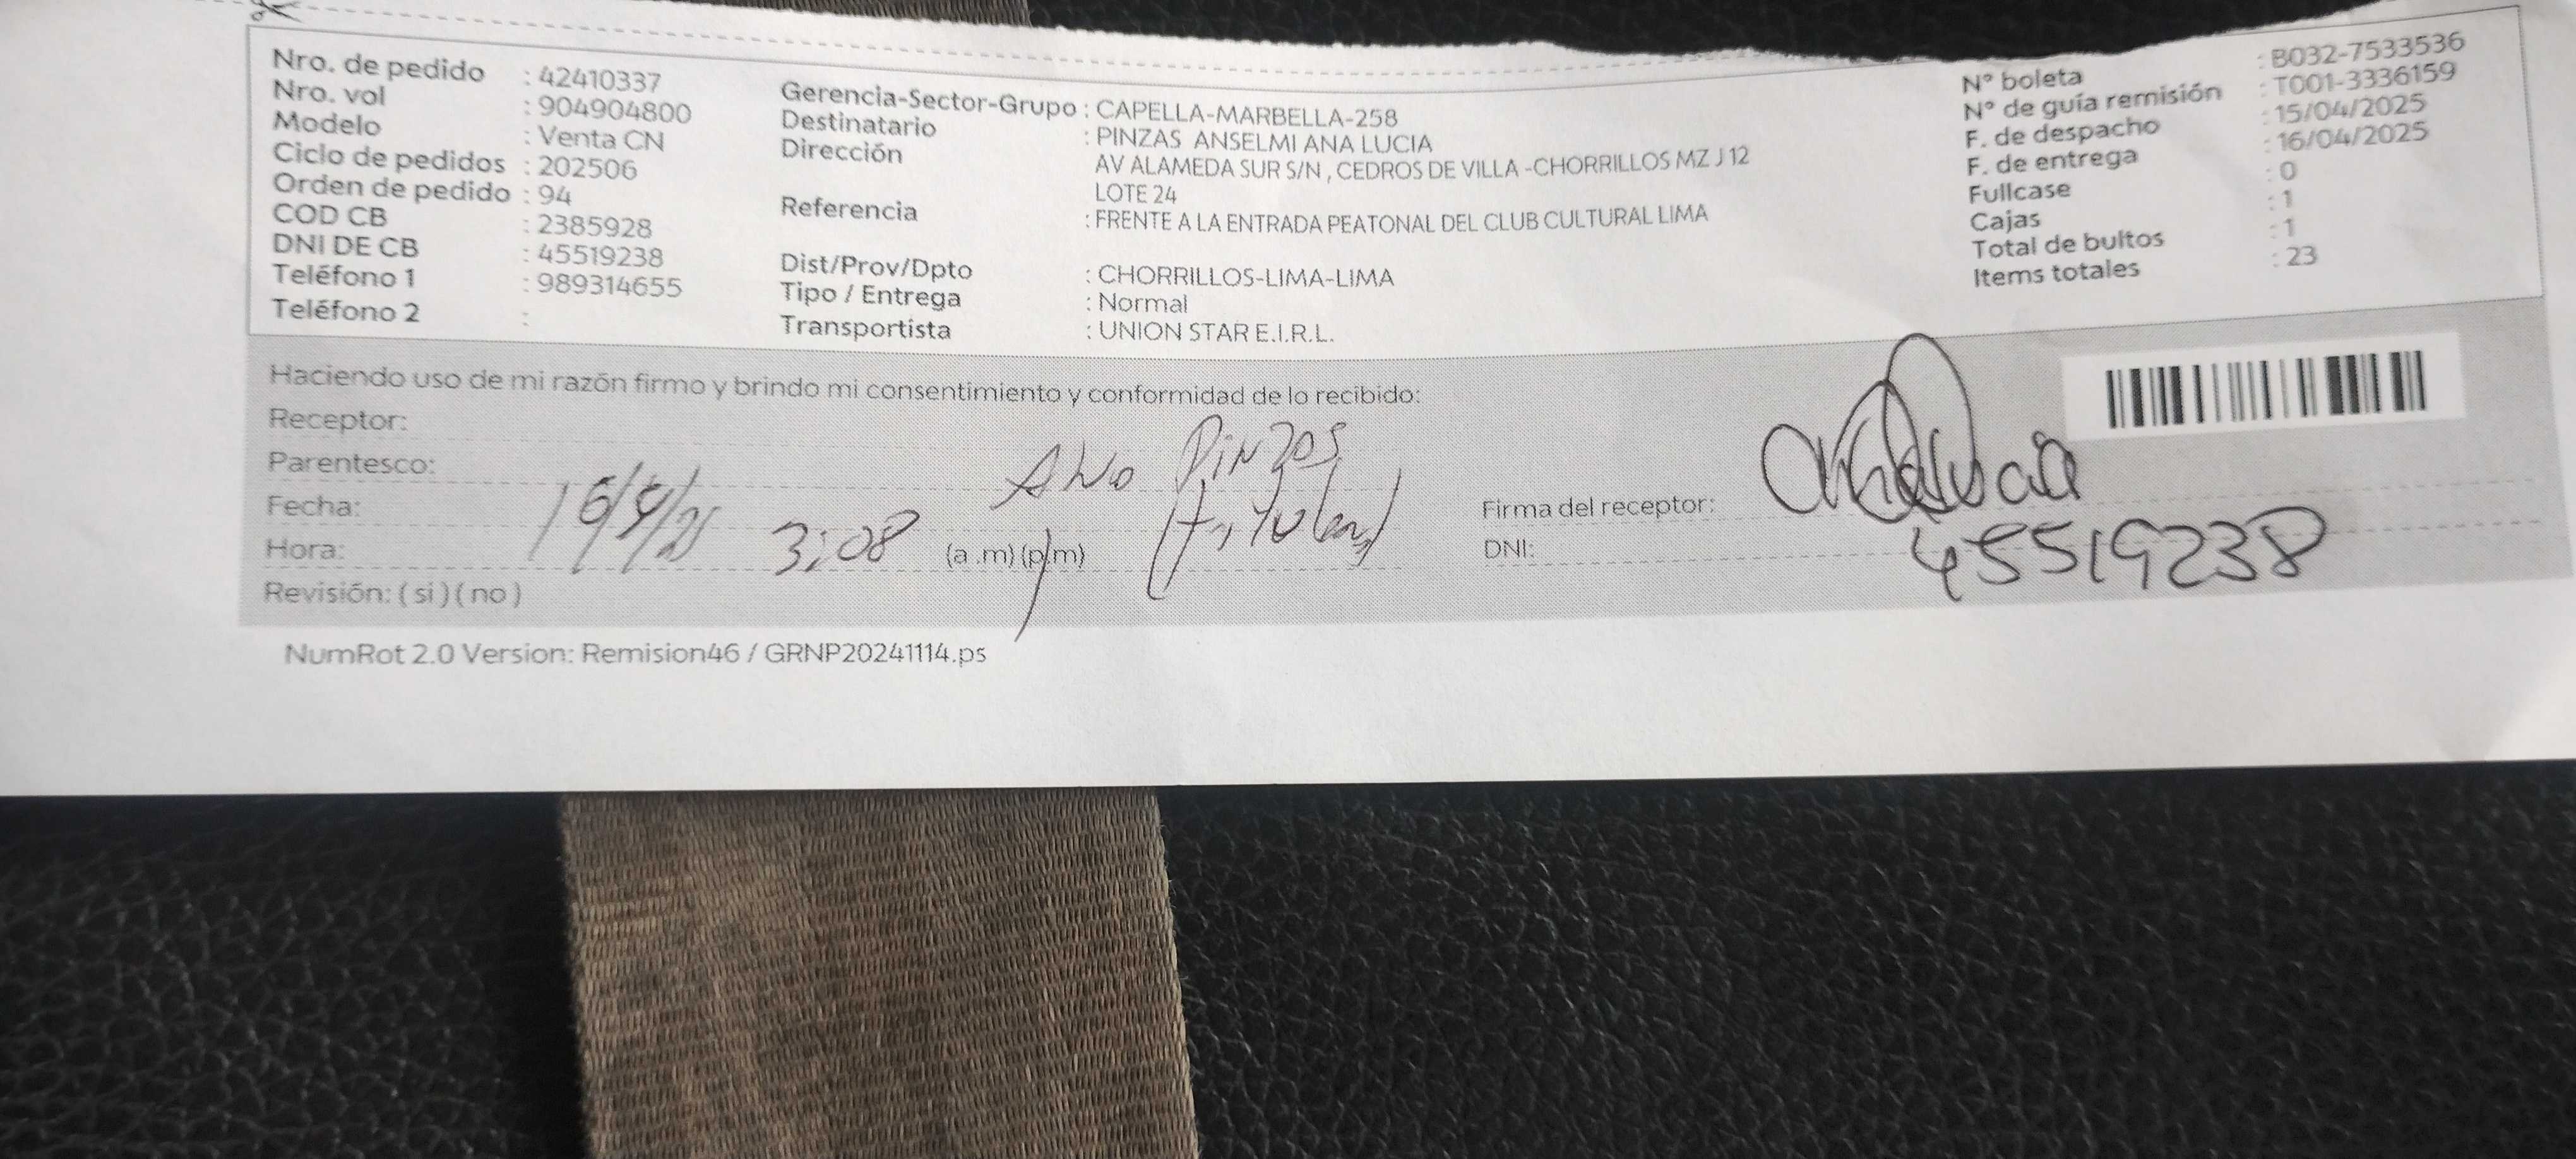 Nro. de pedido : 42410337
Nro. vol : 904904800
Modelo : Venta CN
Ciclo de pedidos : 202506
Orden de pedido : 94
COD CB : 2385928
DNI DE CB : 45519238
Teléfono 1 : 989314655
Teléfono 2 :
Gerencia-Sector-Grupo : CAPELLA-MARBELLA-258
Destinatario : PINZAS ANSELMI ANA LUCIA
Dirección AV ALAMEDA SUR S/N , CEDROS DE VILLA -CHORRILLOS MZ J 12
LOTE 24
Referencia : FRENTE A LA ENTRADA PEATONAL DEL CLUB CULTURAL LIMA
Dist/Prov/Dpto : CHORRILLOS-LIMA-LIMA
Tipo / Entrega : Normal
Transportista : UNION STAR E.I.R.L.
N° boleta : B032-7533536
N° de guía remisión : T001-3336159
F. de despacho : 15/04/2025
F. de entrega : 16/04/2025
Fullcase : 0
Cajas : 1
Total de bultos : 1
Items totales : 23
Haciendo uso de mi razón firmo y brindo mi consentimiento y conformidad de lo recibido:
Receptor:
Parentesco: Ana Pinzas
Fecha: 16/4/25 (titular)
Hora: 3:08 (a .m) (p.m)
Revisión: ( si ) ( no )
Firma del receptor:
DNI: 45519238
NumRot 2.0 Version: Remision46 / GRNP20241114.ps